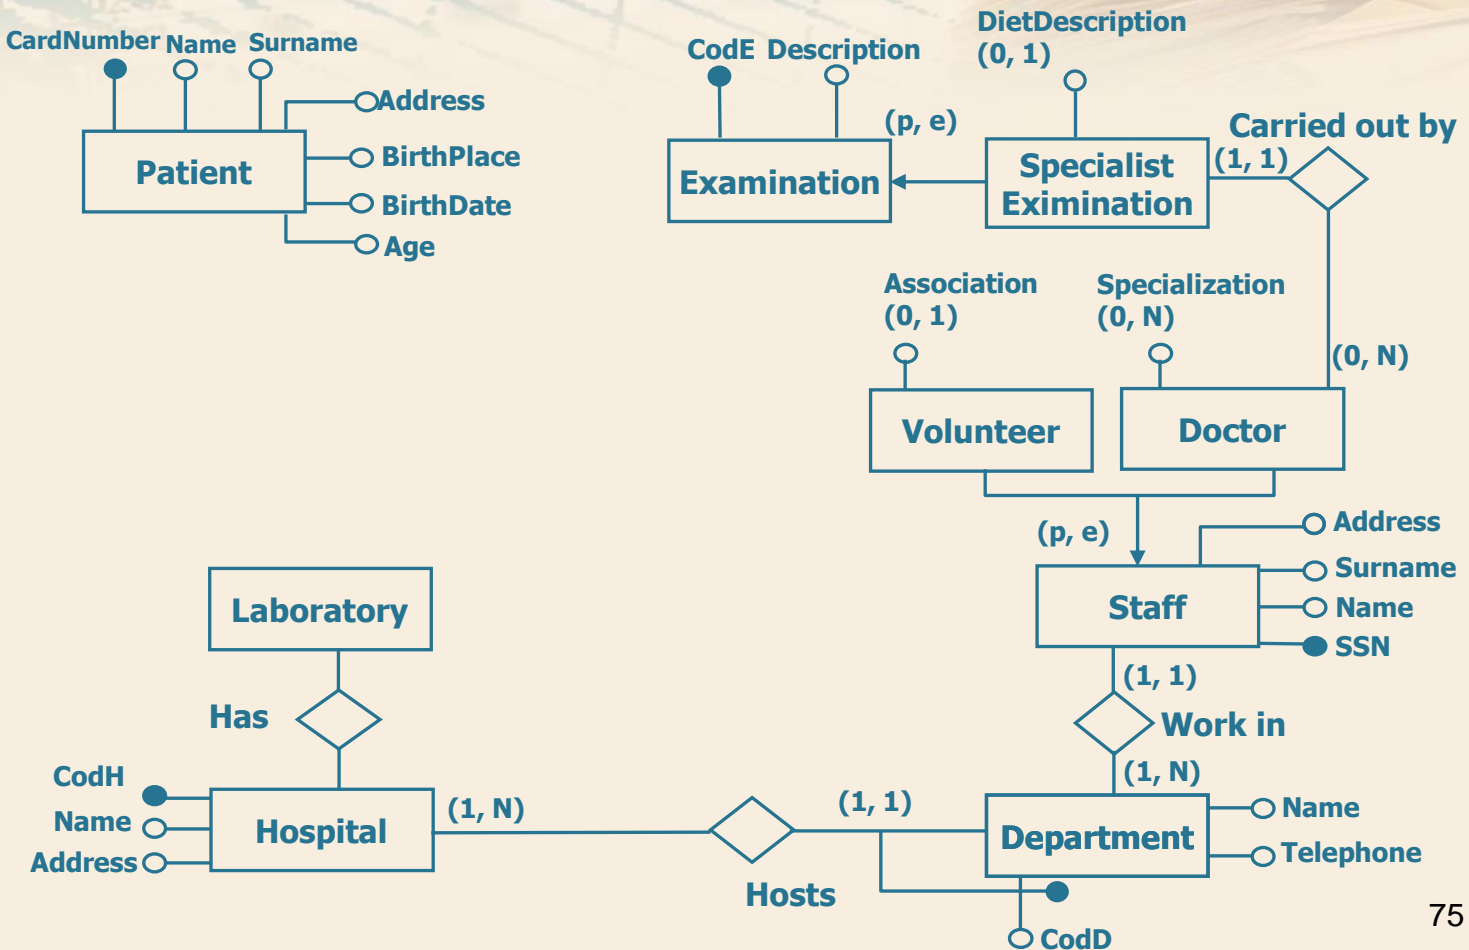 CardNumber Name Surname
Address
BirthPlace
BirthDate
Age
Patient
CodE Description
DietDescription
(0, 1)
(p, e)
Examination
Specialist
Eximination
(1, 1)
Carried out by
(0, N)
Association
(0, 1)
Specialization
(0, N)
Volunteer
Doctor
(p, e)
Address
Surname
Name
SSN
Staff
(1, 1)
Work in
(1, N)
Laboratory
Has
CodH
Name
Address
Hospital
(1, N)
Hosts
(1, 1)
Department
Name
Telephone
CodD
75